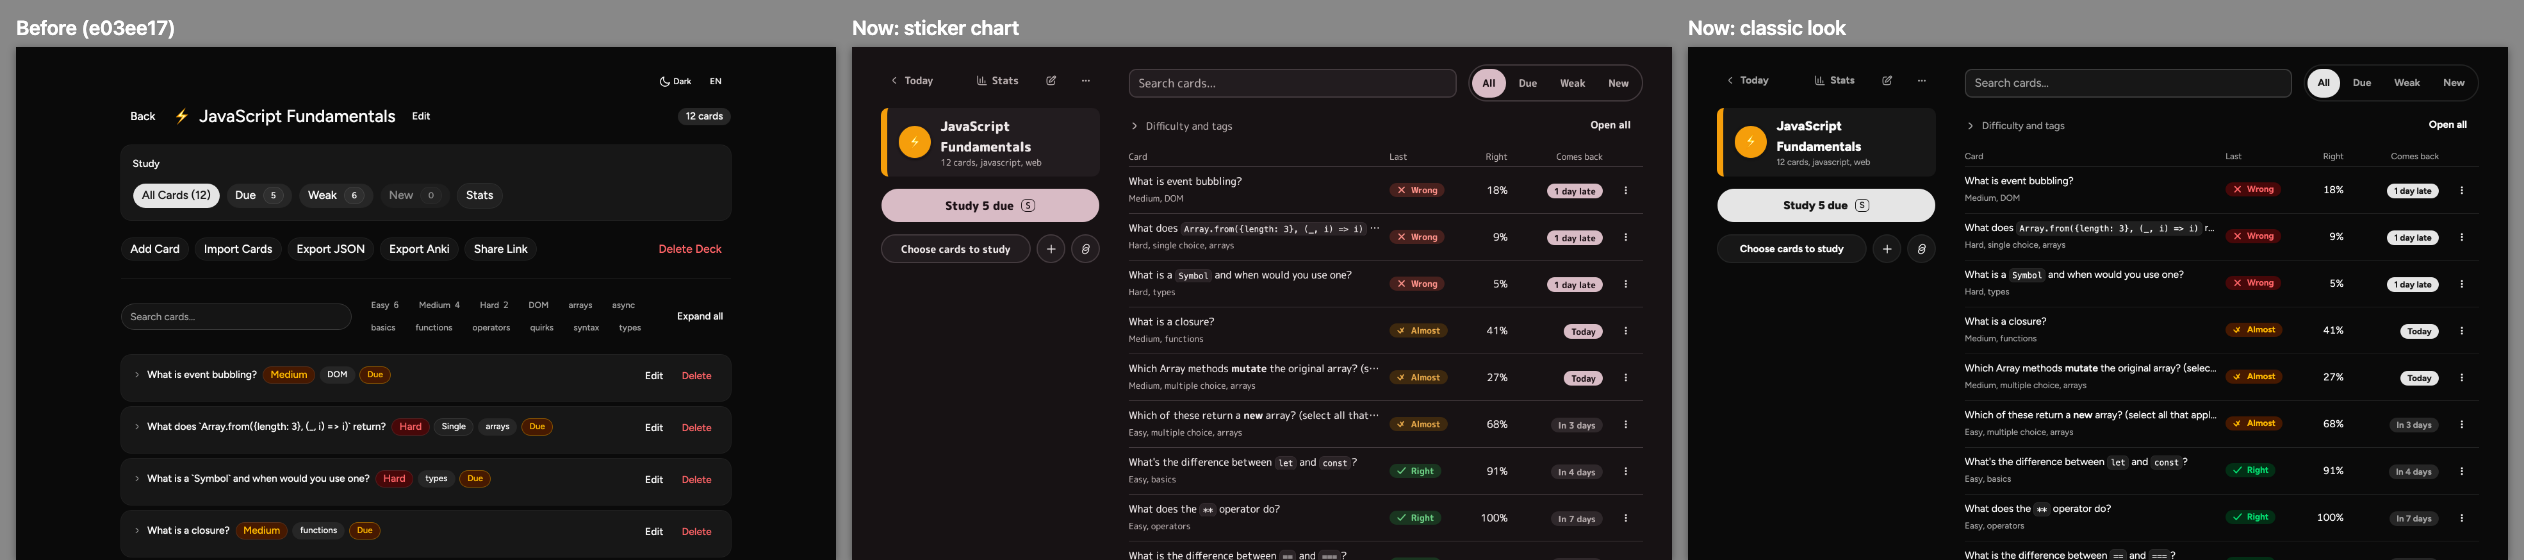 Before (e03ee17)
Dark EN
Back ⚡ JavaScript Fundamentals Edit 12 cards
Study
All Cards (12) Due 5 Weak 6 New 0 Stats
Add Card Import Cards Export JSON Export Anki Share Link Delete Deck
Search cards...
Easy 6 Medium 4 Hard 2 DOM arrays async
basics functions operators quirks syntax types
Expand all
What is event bubbling? Medium DOM Due Edit Delete
What does `Array.from({length: 3}, (_, i) => i)` return? Hard Single arrays Due Edit Delete
What is a `Symbol` and when would you use one? Hard types Due Edit Delete
What is a closure? Medium functions Due Edit Delete
Now: sticker chart
Today Stats ...
JavaScript
Fundamentals
12 cards, javascript, web
Study 5 due S
Choose cards to study +
Search cards...
All Due Weak New
Difficulty and tags Open all
Card Last Right Comes back
What is event bubbling?
Medium, DOM
Wrong 18% 1 day late
What does Array.from({length: 3}, (_, i) => i) ...
Hard, single choice, arrays
Wrong 9% 1 day late
What is a Symbol and when would you use one?
Hard, types
Wrong 5% 1 day late
What is a closure?
Medium, functions
Almost 41% Today
Which Array methods mutate the original array? (s...
Medium, multiple choice, arrays
Almost 27% Today
Which of these return a new array? (select all that...
Easy, multiple choice, arrays
Almost 68% In 3 days
What's the difference between let and const?
Easy, basics
Right 91% In 4 days
What does the ** operator do?
Easy, operators
Right 100% In 7 days
What is the difference between == and ===?
Now: classic look
Today Stats ...
JavaScript
Fundamentals
12 cards, javascript, web
Study 5 due S
Choose cards to study +
Search cards...
All Due Weak New
Difficulty and tags Open all
Card Last Right Comes back
What is event bubbling?
Medium, DOM
Wrong 18% 1 day late
What does Array.from({length: 3}, (_, i) => i) r...
Hard, single choice, arrays
Wrong 9% 1 day late
What is a Symbol and when would you use one?
Hard, types
Wrong 5% 1 day late
What is a closure?
Medium, functions
Almost 41% Today
Which Array methods mutate the original array? (selec...
Medium, multiple choice, arrays
Almost 27% Today
Which of these return a new array? (select all that appl...
Easy, multiple choice, arrays
Almost 68% In 3 days
What's the difference between let and const?
Easy, basics
Right 91% In 4 days
What does the ** operator do?
Easy, operators
Right 100% In 7 days
What is the difference between == and ===?